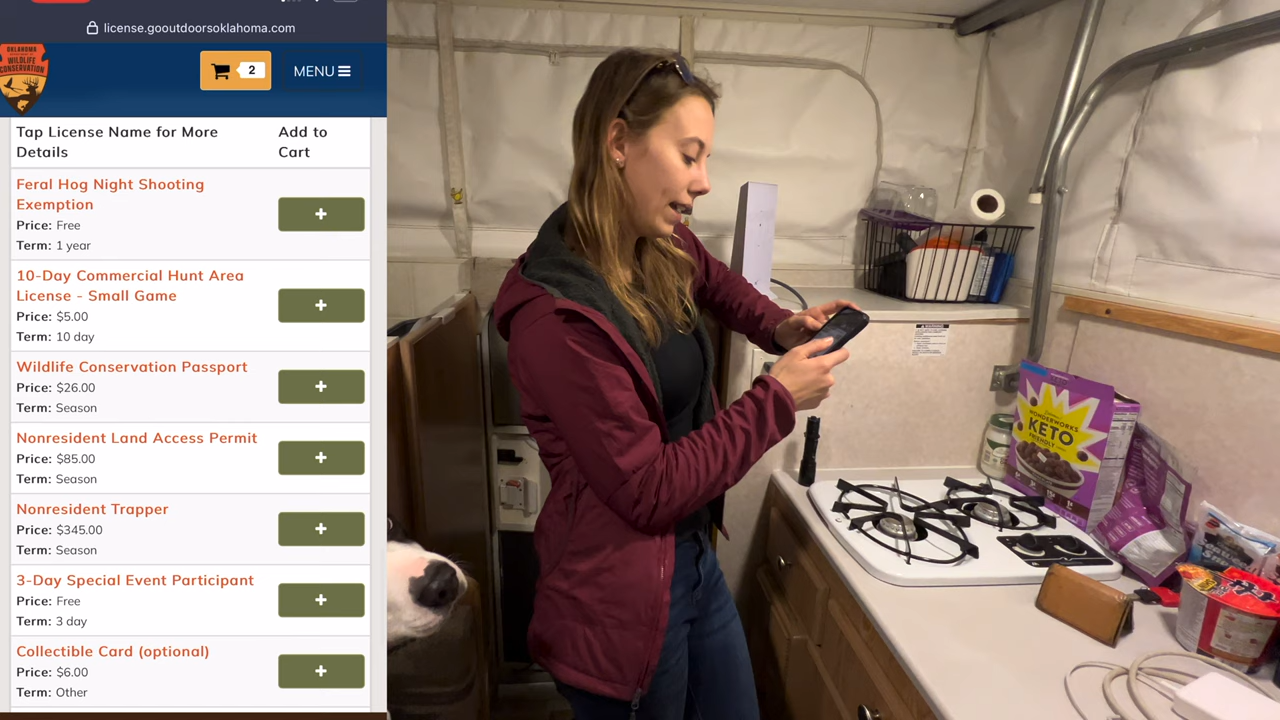 license.gooutdoorsoklahoma.com
OKLAHOMA
WILDLIFE
CONSERVATION
2
MENU
Tap License Name for More
Details
Add to
Cart
Feral Hog Night Shooting
Exemption
Price: Free
Term: 1 year
10-Day Commercial Hunt Area
License - Small Game
Price: $5.00
Term: 10 day
Wildlife Conservation Passport
Price: $26.00
Term: Season
Nonresident Land Access Permit
Price: $85.00
Term: Season
Nonresident Trapper
Price: $345.00
Term: Season
3-Day Special Event Participant
Price: Free
Term: 3 day
Collectible Card (optional)
Price: $6.00
Term: Other
WARNING
WONDERWORKS
KETO
FRIENDLY